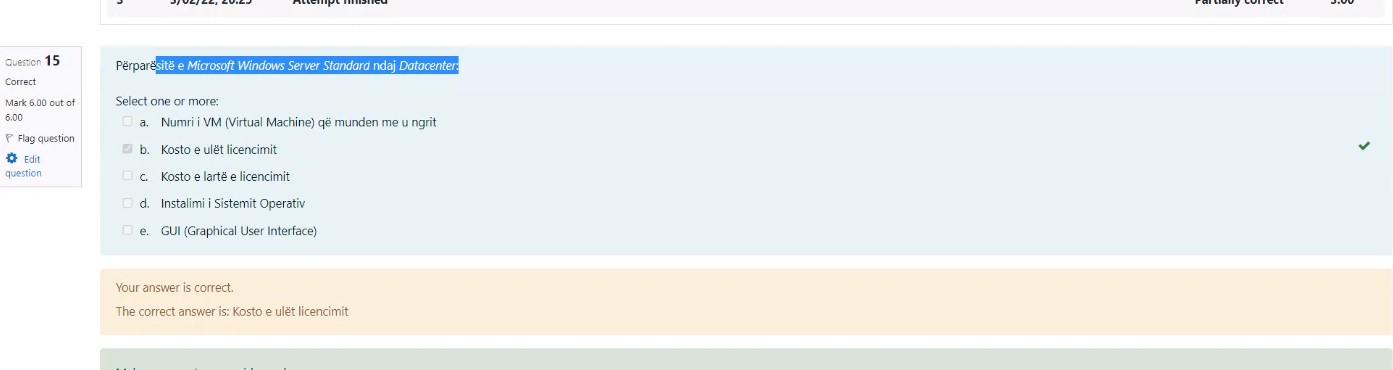 3 3/02/22, 20:25 Attempt finished Partially correct 3.00
Question 15
Correct
Mark 6.00 out of
6.00
Flag question
Edit
question
Përparësitë e Microsoft Windows Server Standard ndaj Datacenter:
Select one or more:
a. Numri i VM (Virtual Machine) që munden me u ngrit
b. Kosto e ulët licencimit
c. Kosto e lartë e licencimit
d. Instalimi i Sistemit Operativ
e. GUI (Graphical User Interface)
Your answer is correct.
The correct answer is: Kosto e ulët licencimit